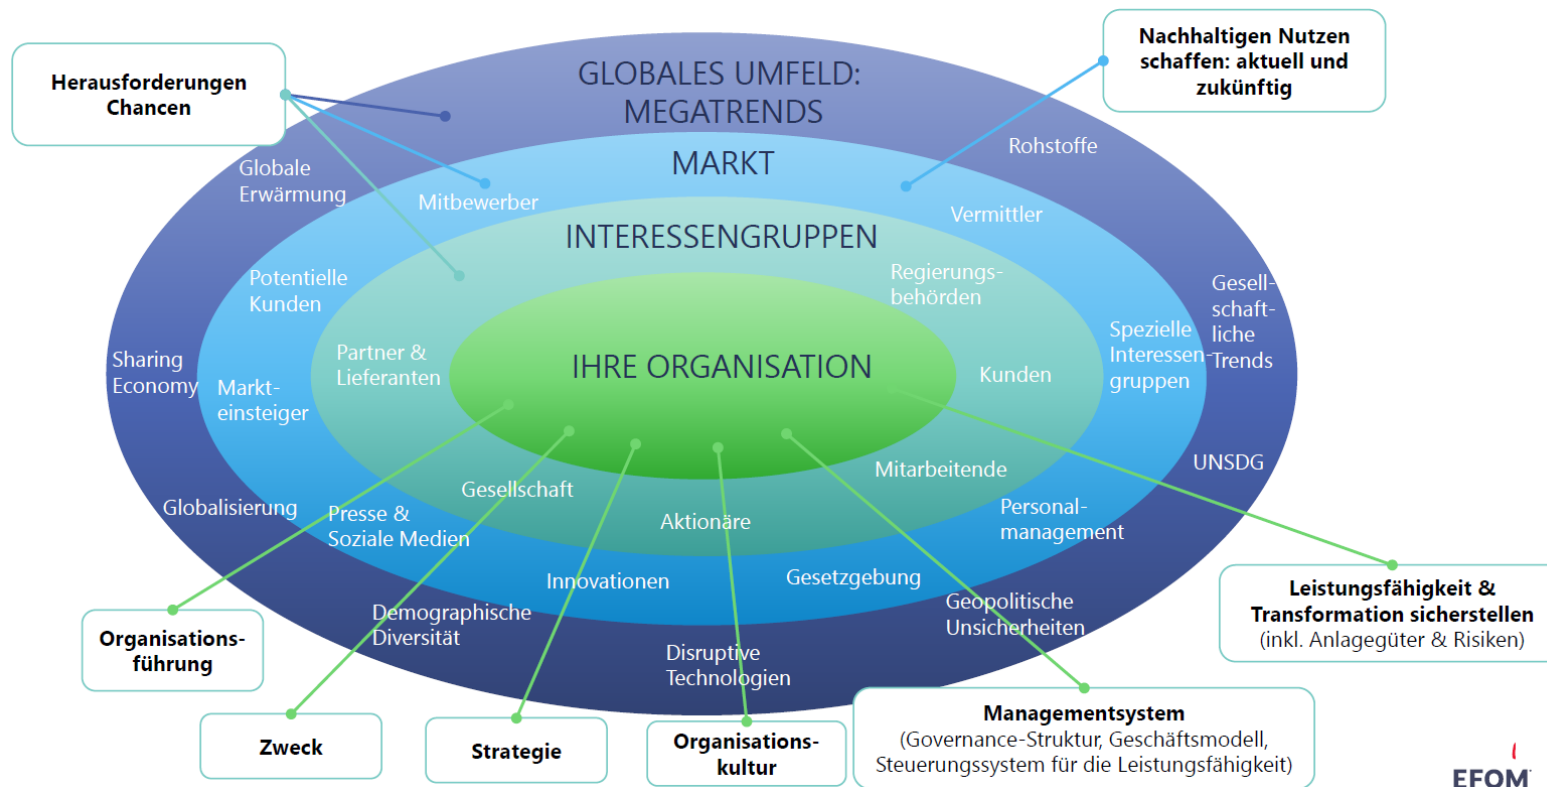 Herausforderungen
Chancen
GLOBALES UMFELD:
MEGATRENDS
Nachhaltigen Nutzen
schaffen: aktuell und
zukünftig
MARKT
Rohstoffe
Globale
Erwärmung
Mitbewerber
Vermittler
INTERESSENGRUPPEN
Potentielle
Kunden
Regierungs-
behörden
Gesell-
schaft-
liche
Trends
Sharing
Economy
Partner &
Lieferanten
IHRE ORGANISATION
Kunden
Spezielle
Interessen-
gruppen
Markt-
einsteiger
Mitarbeitende
UNSDG
Gesellschaft
Globalisierung
Presse &
Soziale Medien
Aktionäre
Personal-
management
Innovationen
Gesetzgebung
Demographische
Diversität
Geopolitische
Unsicherheiten
Disruptive
Technologien
Leistungsfähigkeit &
Transformation sicherstellen
(inkl. Anlagegüter & Risiken)
Organisations-
führung
Zweck
Strategie
Organisations-
kultur
Managementsystem
(Governance-Struktur, Geschäftsmodell,
Steuerungssystem für die Leistungsfähigkeit)
EFQM